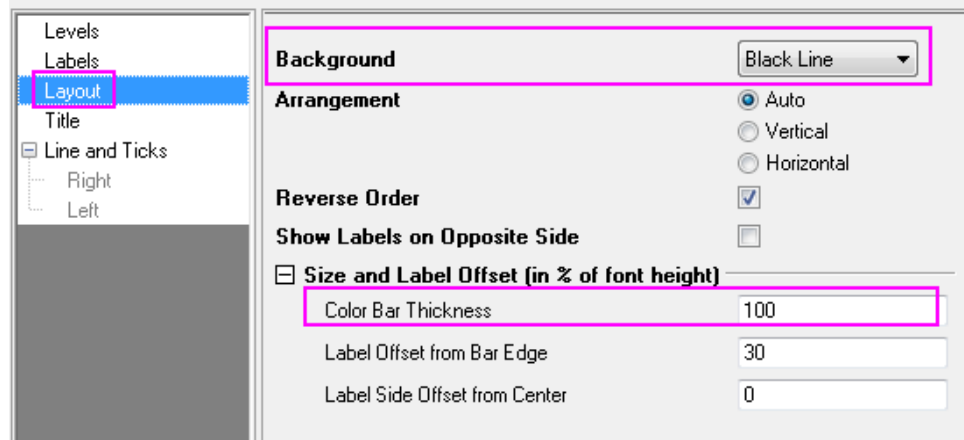 Levels
Labels
Layout
Title
Line and Ticks
Right
Left
Background Black Line
Arrangement Auto
Vertical
Horizontal
Reverse Order
Show Labels on Opposite Side
Size and Label Offset (in % of font height)
Color Bar Thickness 100
Label Offset from Bar Edge 30
Label Side Offset from Center 0